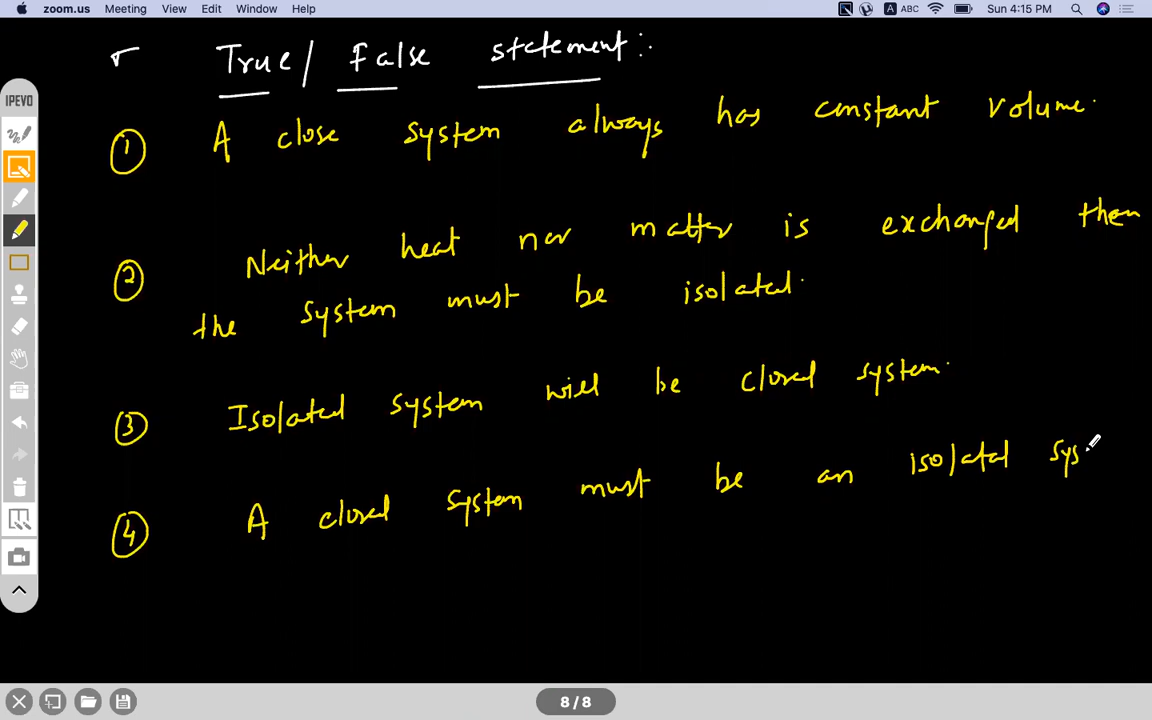 zoom.us Meeting View Edit Window Help
ABC Sun 4:15 PM
True/ False statement:
IPEVO
① A close system always has constant volume.
② Neither heat nor matter is exchanged then
the system must be isolated.
③ Isolated system will be closed system.
④ A closed system must be an isolated sys
8 / 8